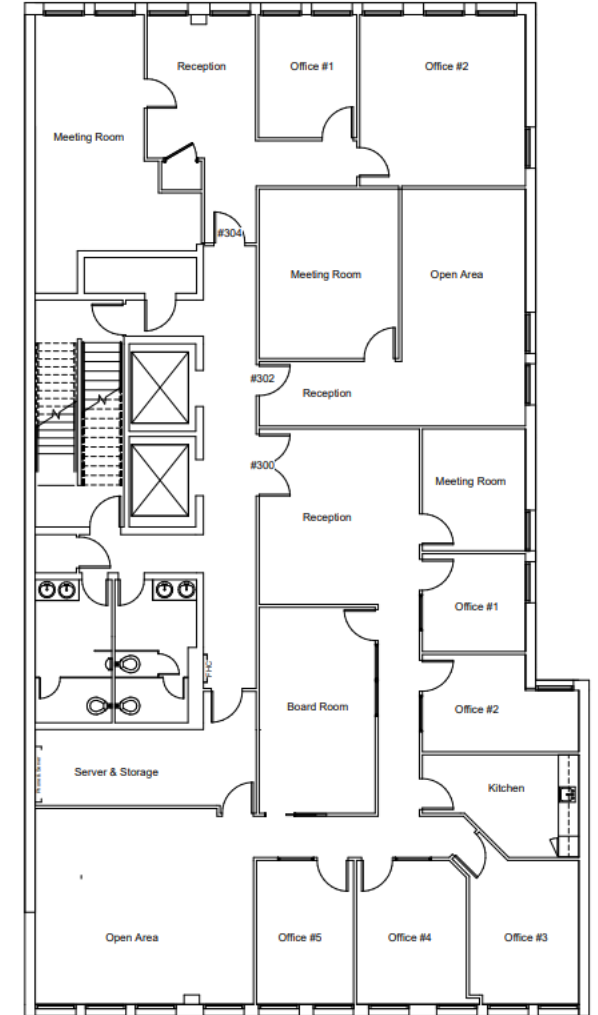 Reception
Office #1
Office #2
Meeting Room
#304
Meeting Room
Open Area
#302
Reception
#300
Meeting Room
Reception
Office #1
FHC
Board Room
Office #2
Server & Storage
Kitchen
Open Area
Office #5
Office #4
Office #3